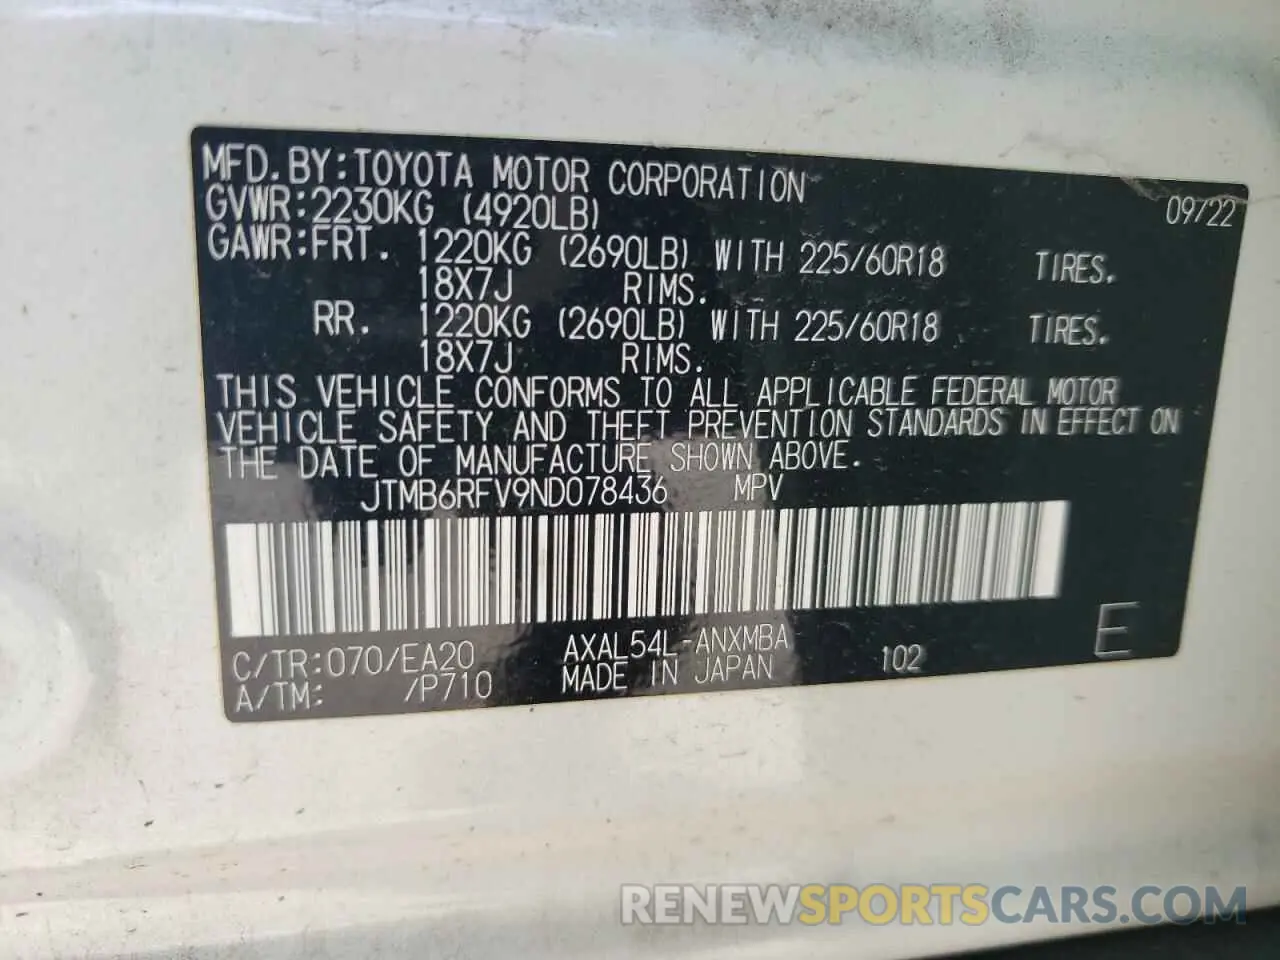 MFD.BY:TOYOTA MOTOR CORPORATION
09/22
GVWR:2230KG (4920LB)
GAWR:FRT. 1220KG (2690LB) WITH 225/60R18 TIRES.
18X7J RIMS.
RR. 1220KG (2690LB) WITH 225/60R18 TIRES.
18X7J RIMS.
THIS VEHICLE CONFORMS TO ALL APPLICABLE FEDERAL MOTOR
VEHICLE SAFETY AND THEFT PREVENTION STANDARDS IN EFFECT ON
THE DATE OF MANUFACTURE SHOWN ABOVE.
JTMB6RFV9ND078436 MPV
C/TR:070/EA20 AXAL54L-ANXMBA 102 E
A/TM: /P710 MADE IN JAPAN
RENEWSPORTSCARS.COM